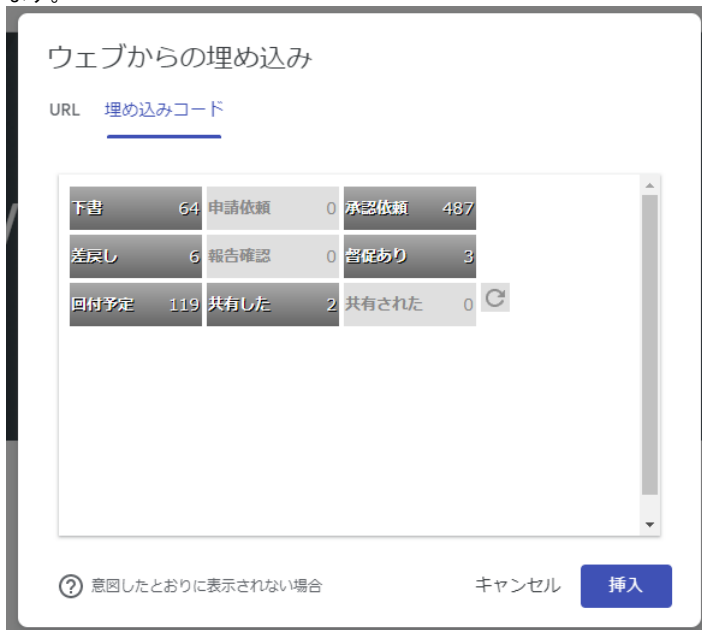 ます。
ウェブからの埋め込み
URL 埋め込みコード
下書 64 申請依頼 0 承認依頼 487
差戻し 6 報告確認 0 督促あり 3
回付予定 119 共有した 2 共有された 0
意図したとおりに表示されない場合 キャンセル 挿入